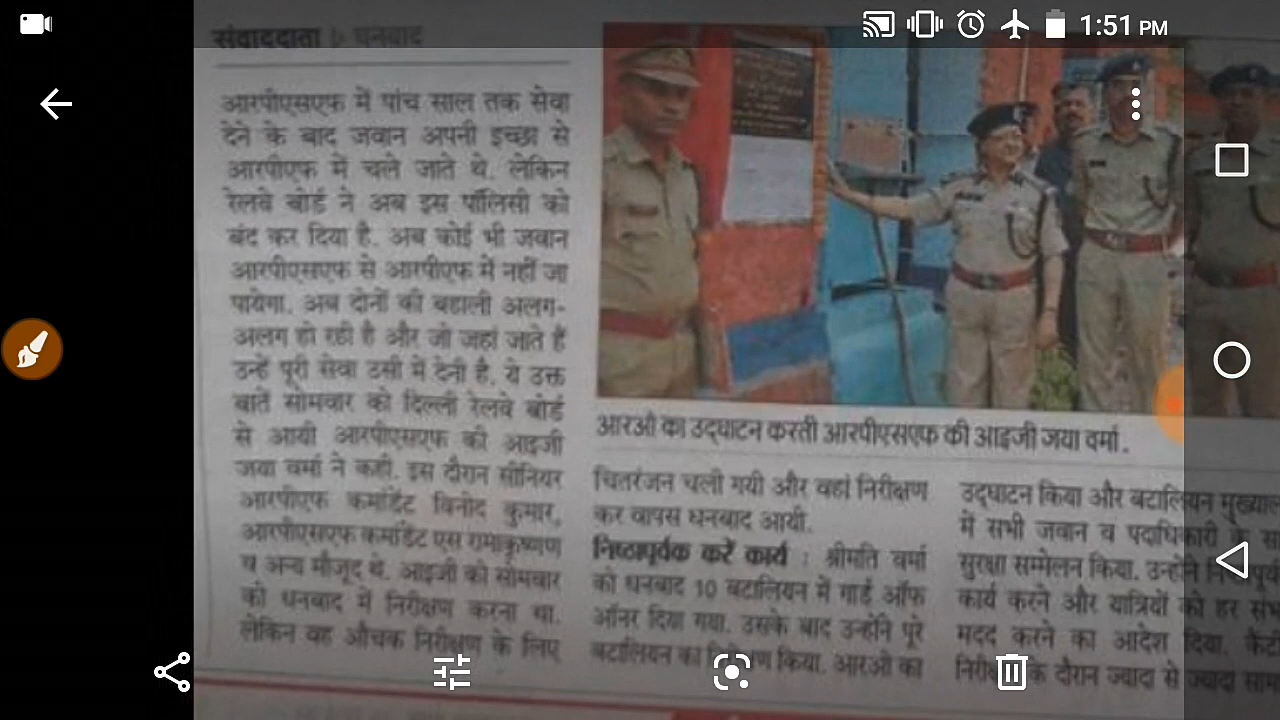 1:51 PM
संवाददाता धनबाद
आरपीएसएफ में पांच साल तक सेवा
देने के बाद जवान अपनी इच्छा से
आरपीएफ में चले जाते थे. लेकिन
रेलवे बोर्ड ने अब इस पॉलिसी को
बंद कर दिया है. अब कोई भी जवान
आरपीएसएफ से आरपीएफ में नहीं जा
पायेगा. अब दोनों की बहाली अलग-
अलग हो रही है और जो जहां जाते हैं
उन्हें पूरी सेवा उसी में देनी है. ये उक्त
बातें सोमवार को दिल्ली रेलवे बोर्ड
से आयी आरपीएसएफ की आइजी
जया वर्मा ने कही. इस दौरान सीनियर
आरपीएफ कमांडेंट विनोद कुमार,
आरपीएसएफ कमांडेंट एस रामाकृष्णण
व अन्य मौजूद थे. आइजी को सोमवार
को धनबाद में निरीक्षण करना था.
लेकिन वह औचक निरीक्षण के लिए
आरओ का उद्घाटन करती आरपीएसएफ की आइजी जया वर्मा.
चितरंजन चली गयी और वहां निरीक्षण
कर वापस धनबाद आयी.
निष्ठापूर्वक करें कार्य : श्रीमति वर्मा
को धनबाद 10 बटालियन में गार्ड ऑफ
ऑनर दिया गया. उसके बाद उन्होंने पूरे
बटालियन का किया. आरओ का
उद्घाटन किया और बटालियन
में सभी जवान व पदाधिकारी
सुरक्षा सम्मेलन किया. उन्होंने
कार्य करने और यात्रियों को हर
मदद करने का आदेश दिया.
के दौरान ज्यादा से ज्यादा